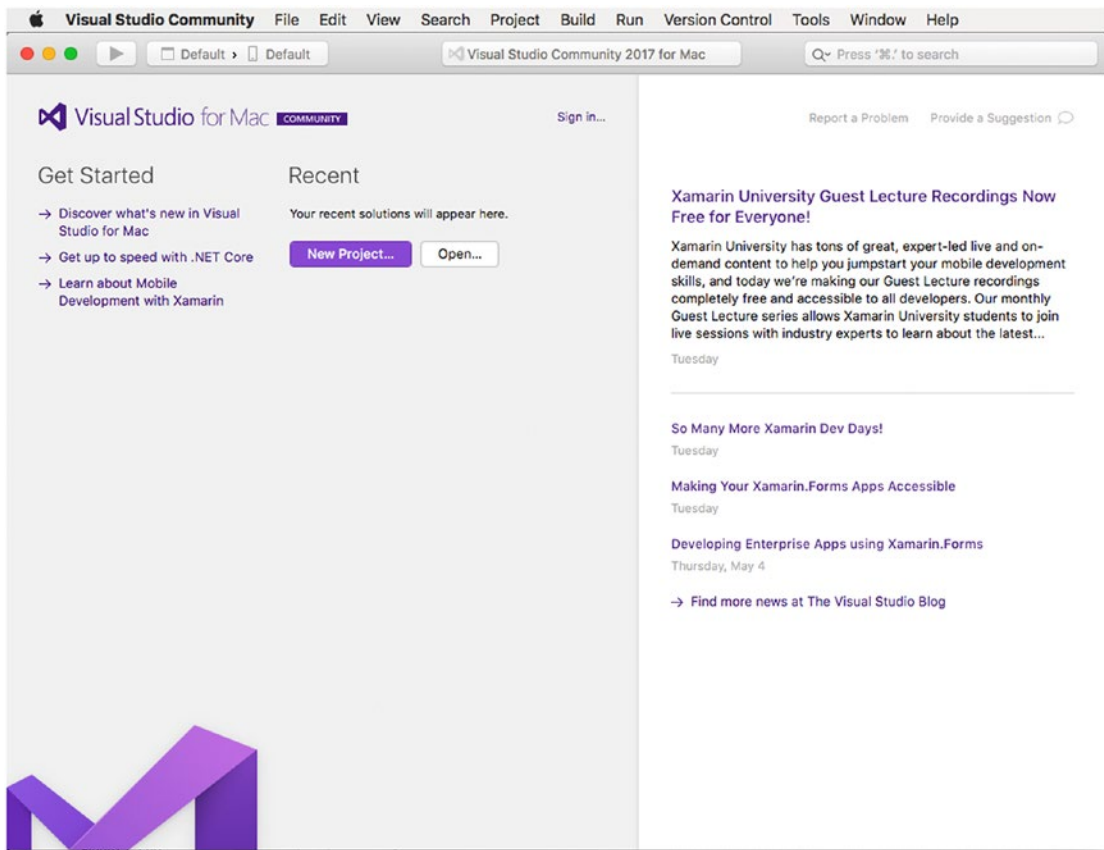 Visual Studio Community File Edit View Search Project Build Run Version Control Tools Window Help
Default › Default
Visual Studio Community 2017 for Mac
Press '⌘.' to search
Visual Studio for Mac COMMUNITY
Sign in...
Get Started
→ Discover what's new in Visual
Studio for Mac
→ Get up to speed with .NET Core
→ Learn about Mobile
Development with Xamarin
Recent
Your recent solutions will appear here.
New Project... Open...
Report a Problem Provide a Suggestion
Xamarin University Guest Lecture Recordings Now
Free for Everyone!
Xamarin University has tons of great, expert-led live and on-
demand content to help you jumpstart your mobile development
skills, and today we're making our Guest Lecture recordings
completely free and accessible to all developers. Our monthly
Guest Lecture series allows Xamarin University students to join
live sessions with industry experts to learn about the latest...
Tuesday
So Many More Xamarin Dev Days!
Tuesday
Making Your Xamarin.Forms Apps Accessible
Tuesday
Developing Enterprise Apps using Xamarin.Forms
Thursday, May 4
→ Find more news at The Visual Studio Blog